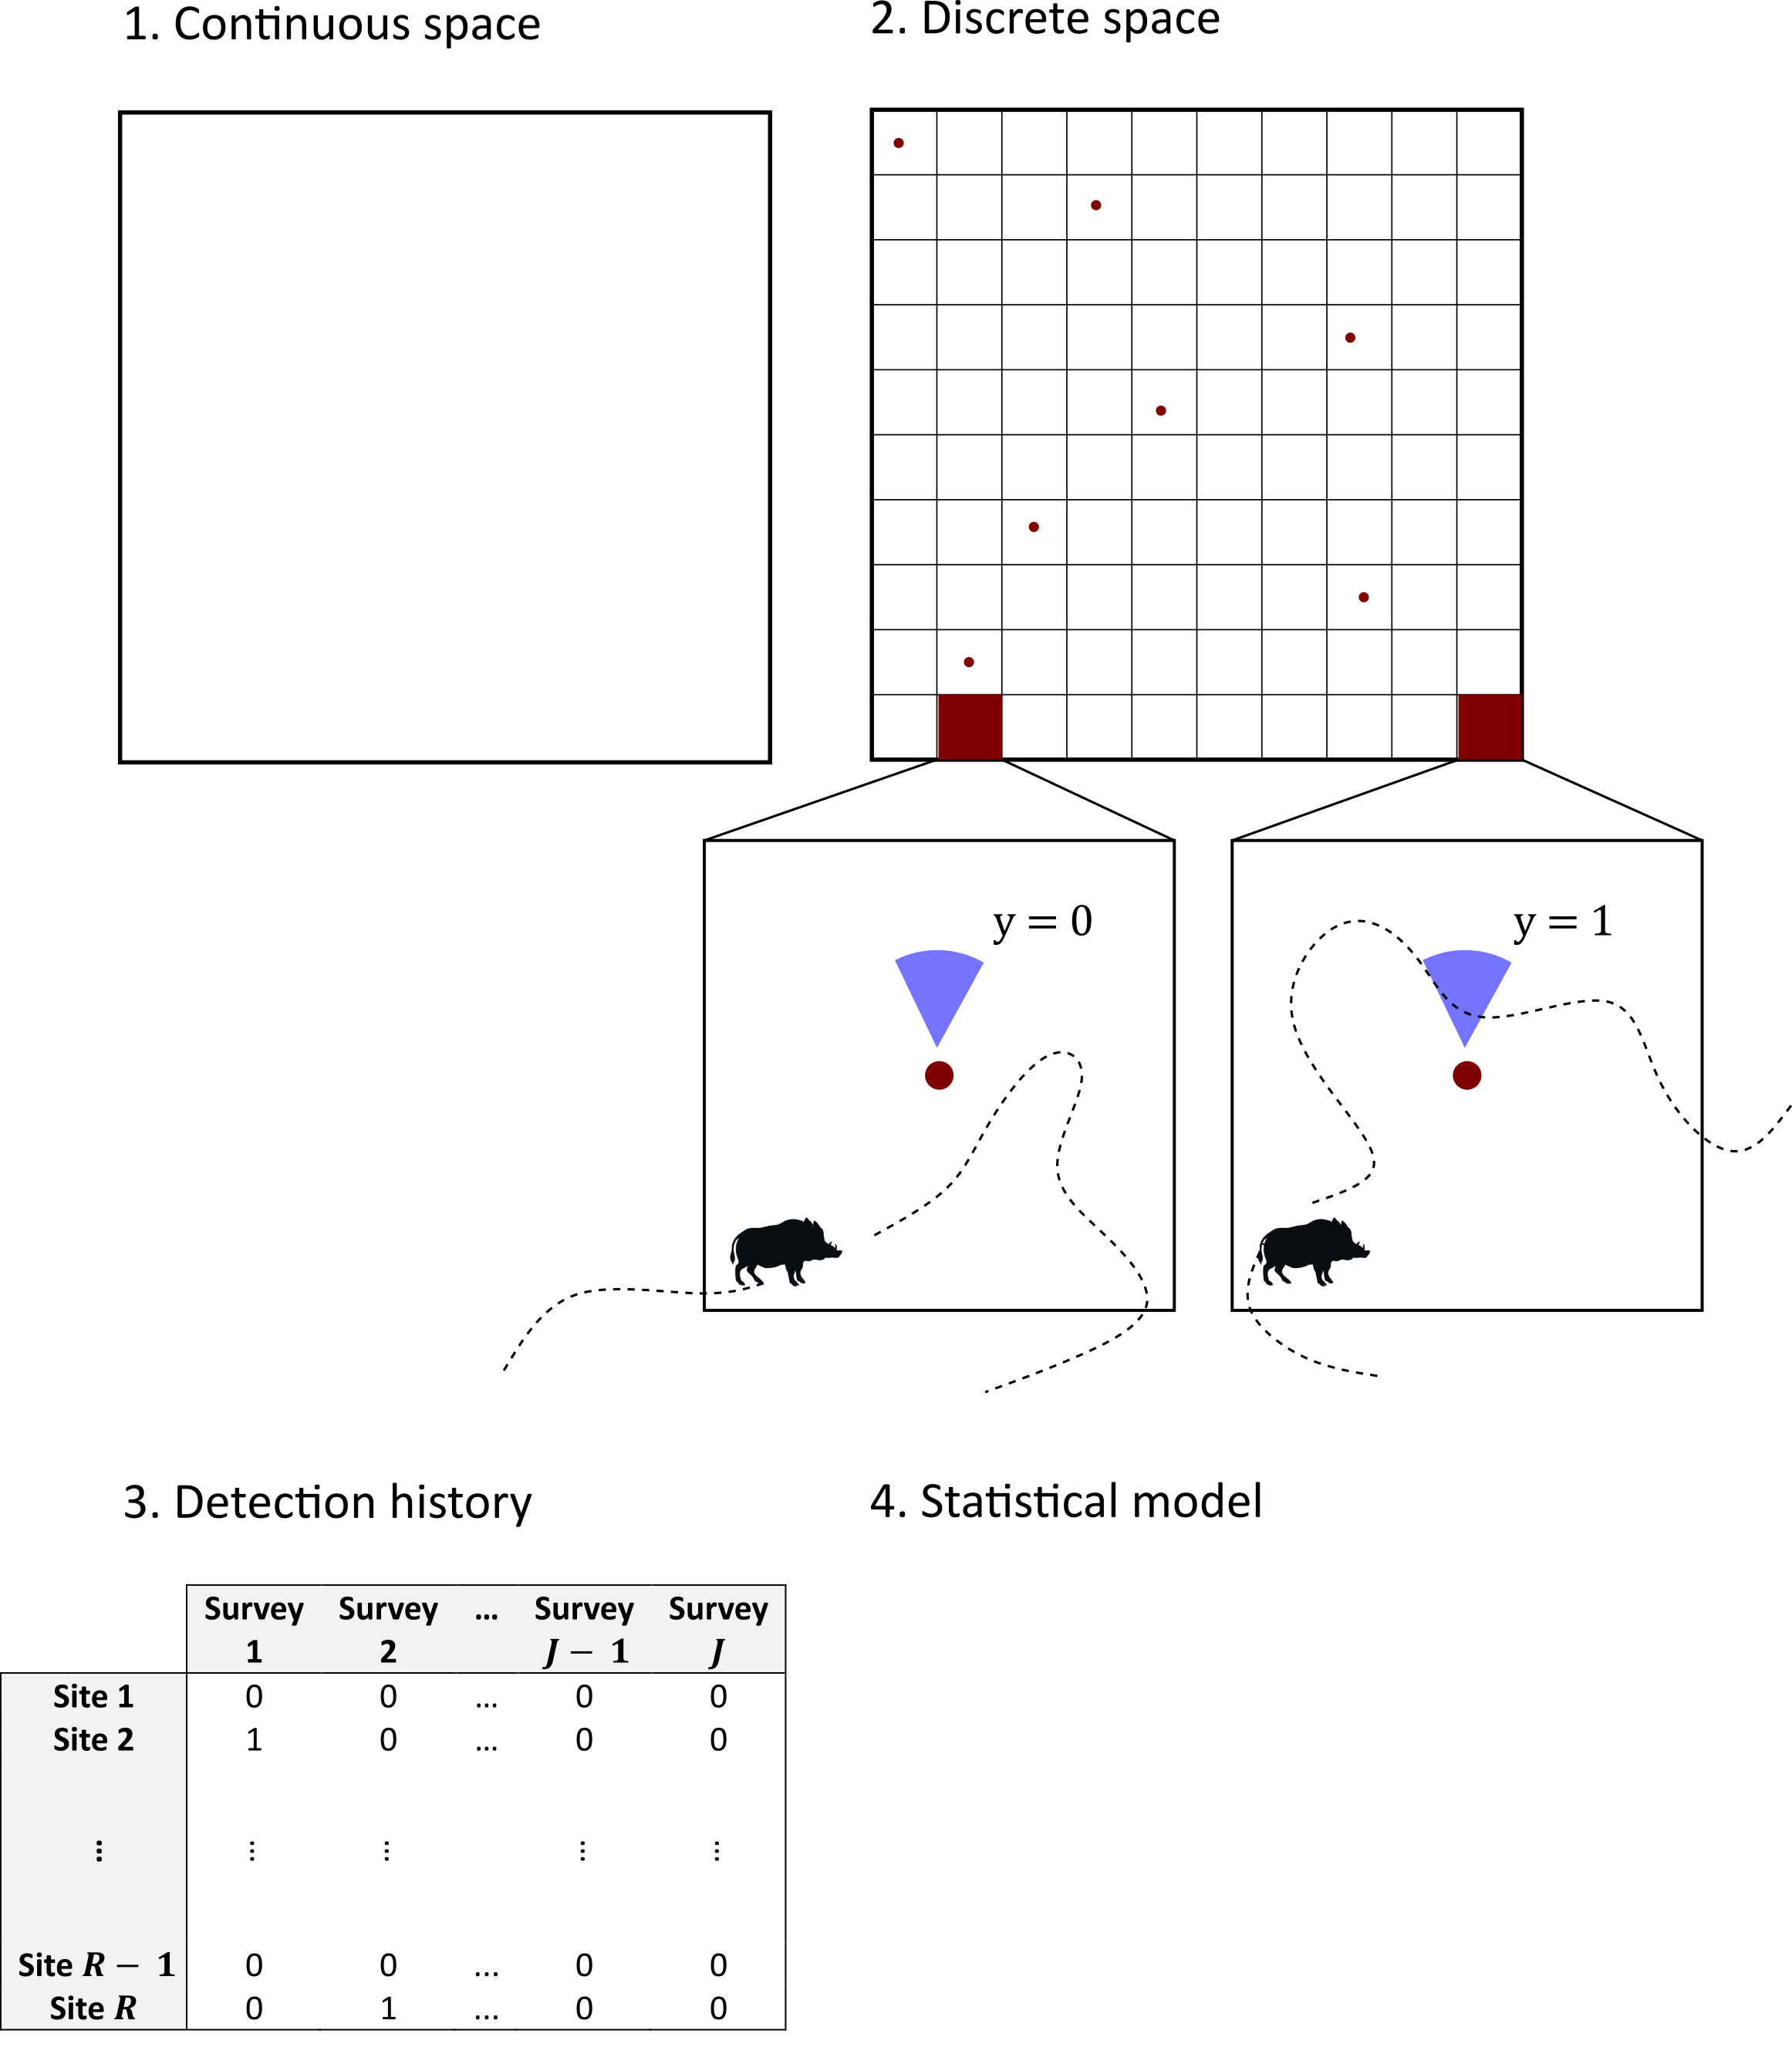 1. Continuous space
2. Discrete space
y = 0
y = 1
3. Detection history
4. Statistical model
Survey 1 Survey 2 ... Survey J − 1 Survey J
Site 1 0 0 ... 0 0
Site 2 1 0 ... 0 0
⋮ ⋮ ⋮ ⋮ ⋮
Site R − 1 0 0 ... 0 0
Site R 0 1 ... 0 0